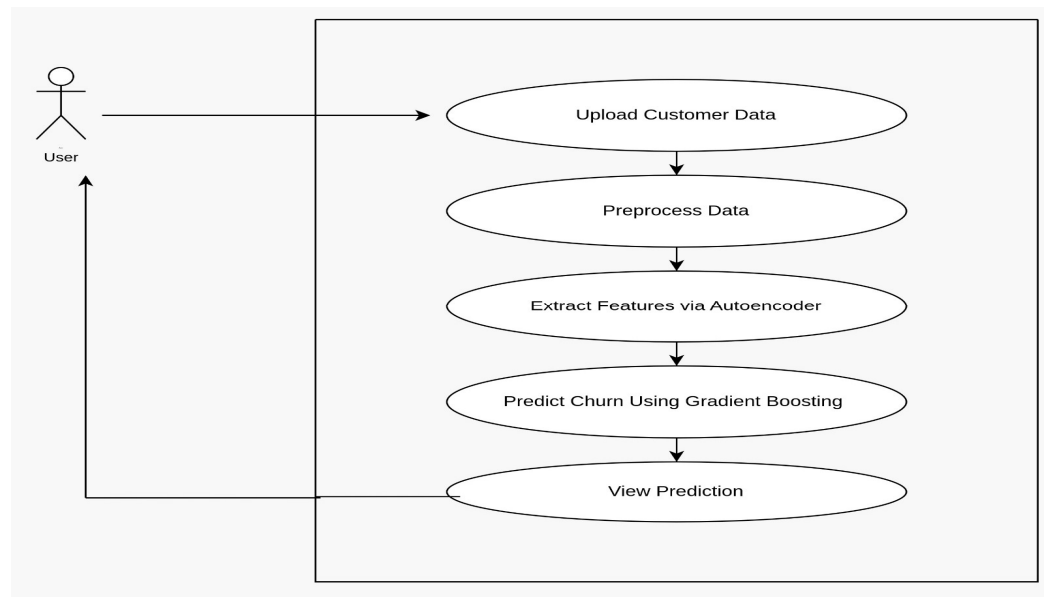 User
Upload Customer Data
Preprocess Data
Extract Features via Autoencoder
Predict Churn Using Gradient Boosting
View Prediction